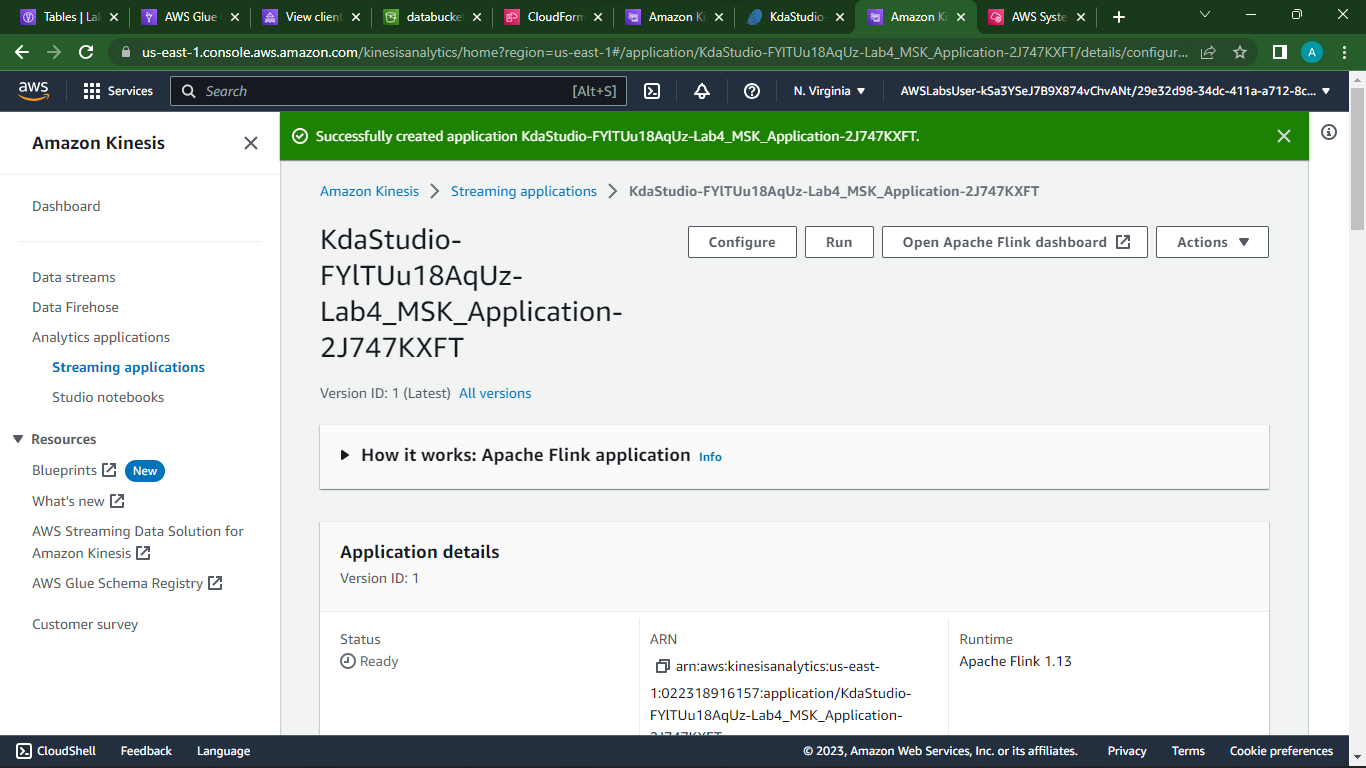 Tables | Lak
AWS Glue
View client
databucket
CloudForm
Amazon Ki
KdaStudio-
Amazon Ki
AWS Syste
us-east-1.console.aws.amazon.com/kinesisanalytics/home?region=us-east-1#/application/KdaStudio-FYlTUu18AqUz-Lab4_MSK_Application-2J747KXFT/details/configur...
A
aws
Services
Search
[Alt+S]
N. Virginia
AWSLabsUser-kSa3YSeJ7B9X874vChvANt/29e32d98-34dc-411a-a712-8c...
Amazon Kinesis
Dashboard
Data streams
Data Firehose
Analytics applications
Streaming applications
Studio notebooks
Resources
Blueprints New
What's new
AWS Streaming Data Solution for
Amazon Kinesis
AWS Glue Schema Registry
Customer survey
Successfully created application KdaStudio-FYlTUu18AqUz-Lab4_MSK_Application-2J747KXFT.
Amazon Kinesis > Streaming applications > KdaStudio-FYlTUu18AqUz-Lab4_MSK_Application-2J747KXFT
KdaStudio-
FYlTUu18AqUz-
Lab4_MSK_Application-
2J747KXFT
Configure
Run
Open Apache Flink dashboard
Actions
Version ID: 1 (Latest) All versions
How it works: Apache Flink application Info
Application details
Version ID: 1
Status
Ready
ARN
arn:aws:kinesisanalytics:us-east-
1:022318916157:application/KdaStudio-
FYlTUu18AqUz-Lab4_MSK_Application-
2J747KXFT
Runtime
Apache Flink 1.13
CloudShell
Feedback
Language
© 2023, Amazon Web Services, Inc. or its affiliates.
Privacy
Terms
Cookie preferences